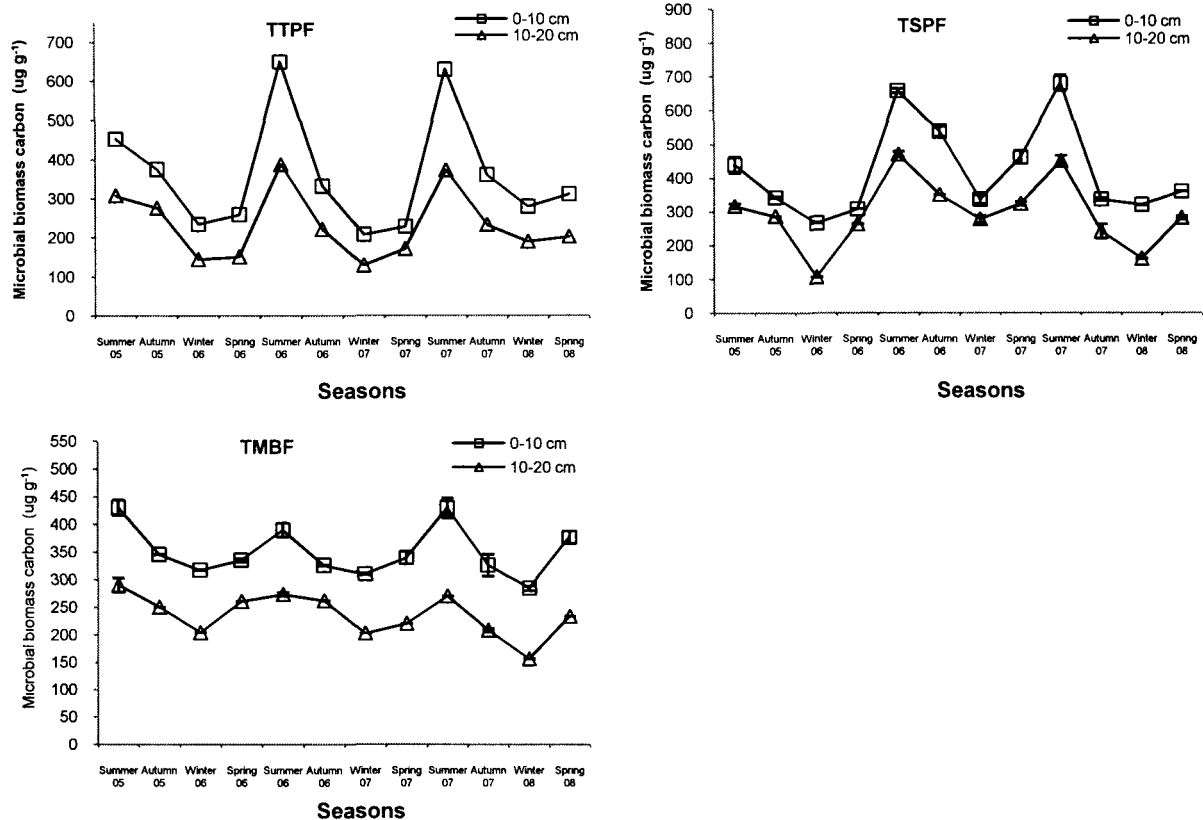 TTPF
0-10 cm
10-20 cm
Microbial biomass carbon (ug g-1)
700
600
500
400
300
200
100
0
Summer 05
Autumn 05
Winter 06
Spring 06
Summer 06
Autumn 06
Winter 07
Spring 07
Summer 07
Autumn 07
Winter 08
Spring 08
Seasons
TSPF
0-10 cm
10-20 cm
Microbial biomass carbon (ug g-1)
900
800
700
600
500
400
300
200
100
0
Summer 05
Autumn 05
Winter 06
Spring 06
Summer 06
Autumn 06
Winter 07
Spring 07
Summer 07
Autumn 07
Winter 08
Spring 08
Seasons
TMBF
0-10 cm
10-20 cm
Microbial biomass carbon (ug g-1)
550
500
450
400
350
300
250
200
150
100
50
0
Summer 05
Autumn 05
Winter 06
Spring 06
Summer 06
Autumn 06
Winter 07
Spring 07
Summer 07
Autumn 07
Winter 08
Spring 08
Seasons